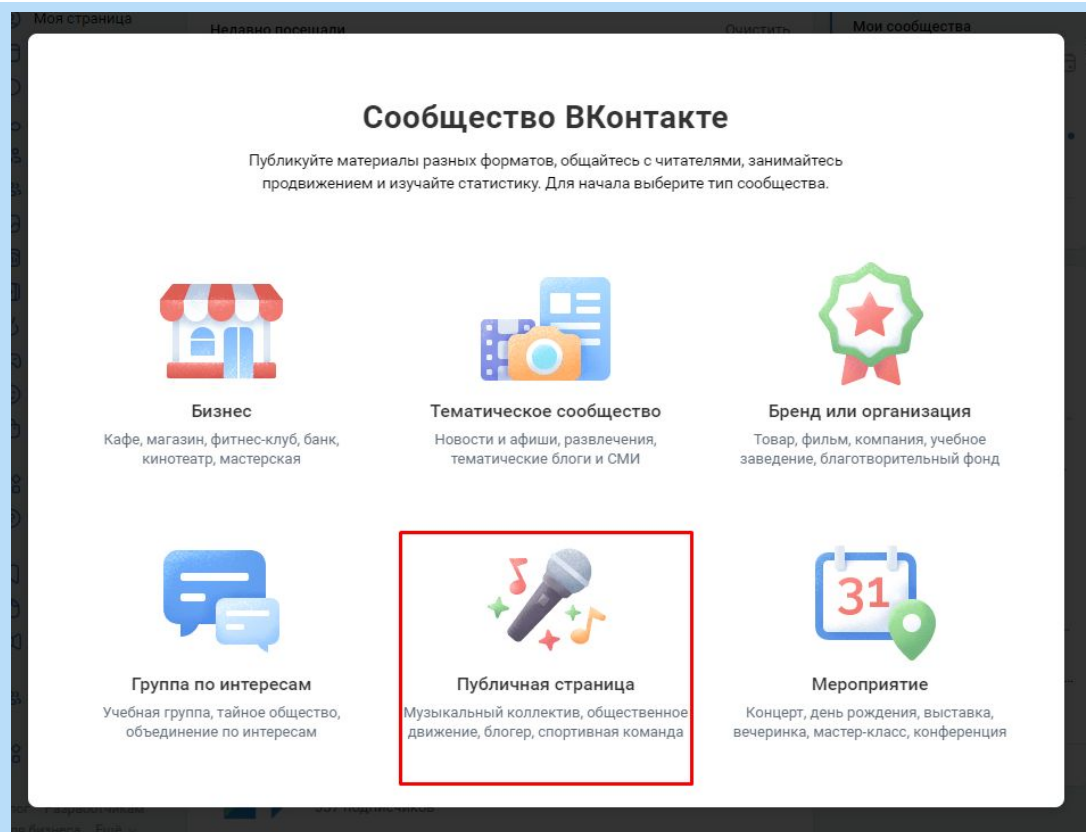 Моя страница
Недавно посещали
Очистить
Мои сообщества
Сообщество ВКонтакте
Публикуйте материалы разных форматов, общайтесь с читателями, занимайтесь
продвижением и изучайте статистику. Для начала выберите тип сообщества.
Бизнес
Кафе, магазин, фитнес-клуб, банк,
кинотеатр, мастерская
Тематическое сообщество
Новости и афиши, развлечения,
тематические блоги и СМИ
Бренд или организация
Товар, фильм, компания, учебное
заведение, благотворительный фонд
31
Группа по интересам
Учебная группа, тайное общество,
объединение по интересам
Публичная страница
Музыкальный коллектив, общественное
движение, блогер, спортивная команда
Мероприятие
Концерт, день рождения, выставка,
вечеринка, мастер-класс, конференция